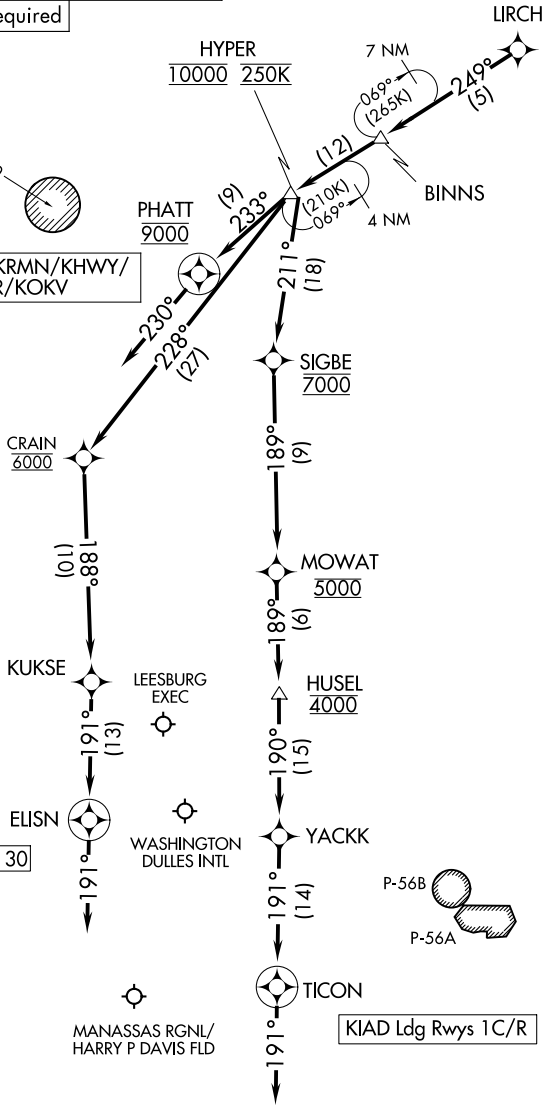 equired
LIRCH
HYPER
10000 250K
7 NM
069°
(265K)
249°
(5)
(12)
BINNS
(210K)
069°
4 NM
PHATT
9000
(9)
233°
KRMN/KHWY/
R/KOKV
230°
228°
(27)
211°
(18)
SIGBE
7000
CRAIN
6000
189°
(9)
188°
(10)
MOWAT
5000
189°
(6)
KUKSE
LEESBURG
EXEC
HUSEL
4000
191°
(13)
190°
(15)
ELISN
WASHINGTON
DULLES INTL
YACKK
30
191°
191°
(14)
P-56B
P-56A
TICON
MANASSAS RGNL/
HARRY P DAVIS FLD
KIAD Ldg Rwys 1C/R
191°